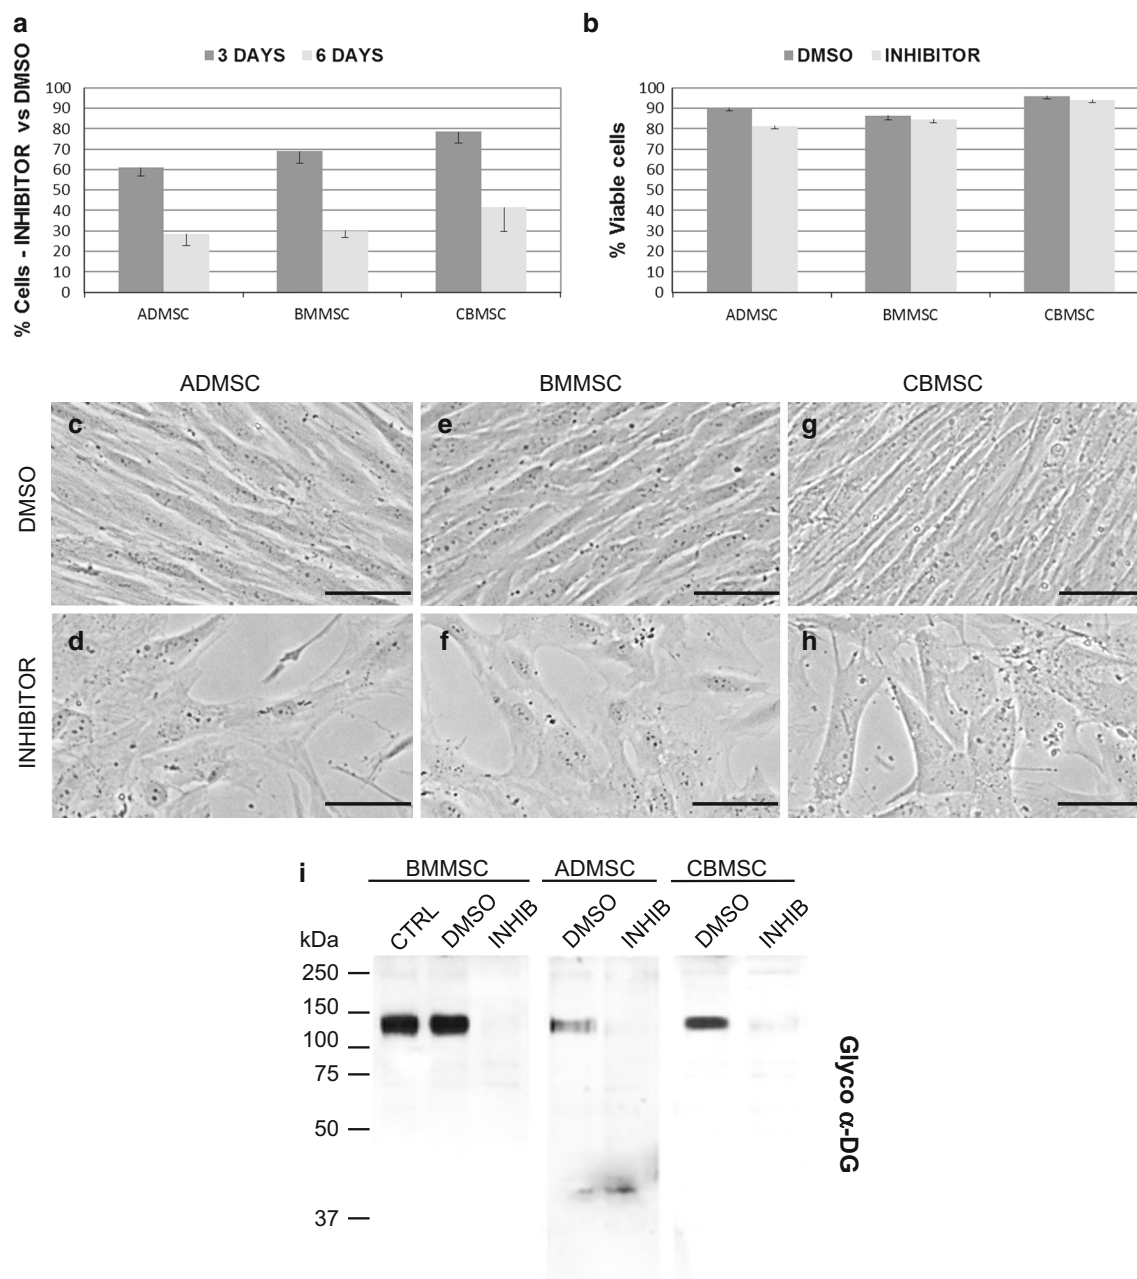 a
3 DAYS 6 DAYS
% Cells - INHIBITOR vs DMSO
100
90
80
70
60
50
40
30
20
10
0
ADMSC BMMSC CBMSC
b
DMSO INHIBITOR
% Viable cells
100
90
80
70
60
50
40
30
20
10
0
ADMSC BMMSC CBMSC
ADMSC BMMSC CBMSC
DMSO
c e g
INHIBITOR
d f h
i
BMMSC ADMSC CBMSC
CTRL DMSO INHIB DMSO INHIB DMSO INHIB
kDa
250
150
100
75
50
37
Glyco α-DG